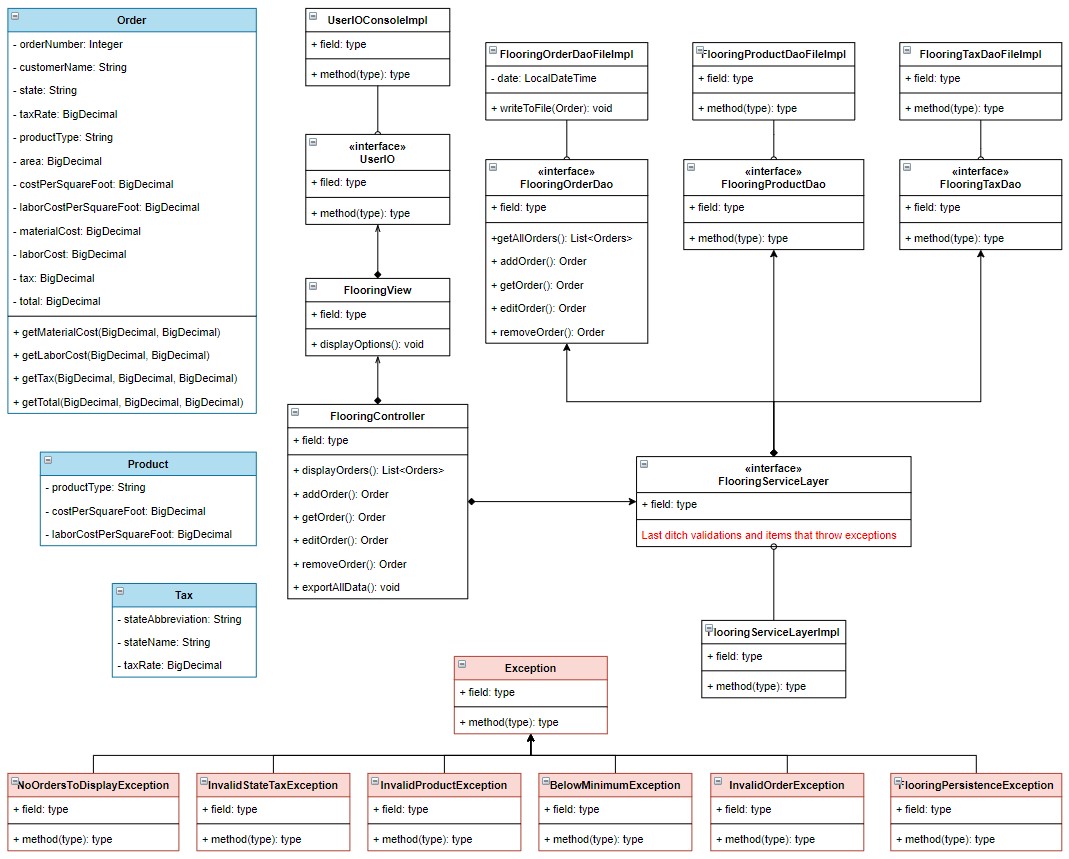 Order
- orderNumber: Integer
- customerName: String
- state: String
- taxRate: BigDecimal
- productType: String
- area: BigDecimal
- costPerSquareFoot: BigDecimal
- laborCostPerSquareFoot: BigDecimal
- materialCost: BigDecimal
- laborCost: BigDecimal
- tax: BigDecimal
- total: BigDecimal
+ getMaterialCost(BigDecimal, BigDecimal)
+ getLaborCost(BigDecimal, BigDecimal)
+ getTax(BigDecimal, BigDecimal, BigDecimal)
+ getTotal(BigDecimal, BigDecimal, BigDecimal)
Product
- productType: String
- costPerSquareFoot: BigDecimal
- laborCostPerSquareFoot: BigDecimal
Tax
- stateAbbreviation: String
- stateName: String
- taxRate: BigDecimal
UserIOConsoleImpl
+ field: type
+ method(type): type
«interface»
UserIO
+ filed: type
+ method(type): type
FlooringView
+ field: type
+ displayOptions(): void
FlooringController
+ field: type
+ displayOrders(): List<Orders>
+ addOrder(): Order
+ getOrder(): Order
+ editOrder(): Order
+ removeOrder(): Order
+ exportAllData(): void
FlooringOrderDaoFileImpl
- date: LocalDateTime
+ writeToFile(Order): void
«interface»
FlooringOrderDao
+ field: type
+getAllOrders(): List<Orders>
+ addOrder(): Order
+ getOrder(): Order
+ editOrder(): Order
+ removeOrder(): Order
FlooringProductDaoFileImpl
+ field: type
+ method(type): type
«interface»
FlooringProductDao
+ field: type
+ method(type): type
FlooringTaxDaoFileImpl
+ field: type
+ method(type): type
«interface»
FlooringTaxDao
+ field: type
+ method(type): type
«interface»
FlooringServiceLayer
+ field: type
Last ditch validations and items that throw exceptions
FlooringServiceLayerImpl
+ field: type
+ method(type): type
Exception
+ field: type
+ method(type): type
NoOrdersToDisplayException
+ field: type
+ method(type): type
InvalidStateTaxException
+ field: type
+ method(type): type
InvalidProductException
+ field: type
+ method(type): type
BelowMinimumException
+ field: type
+ method(type): type
InvalidOrderException
+ field: type
+ method(type): type
FlooringPersistenceException
+ field: type
+ method(type): type